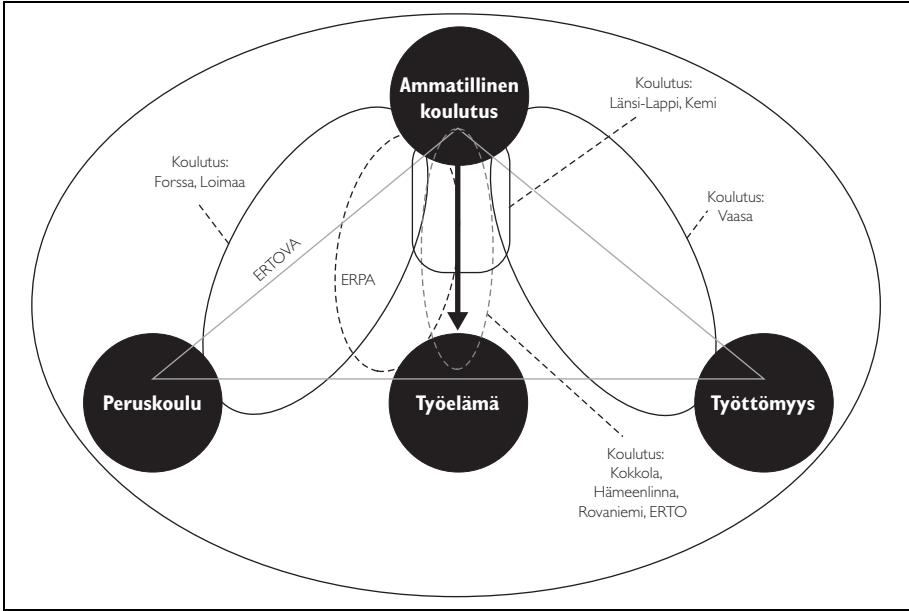 Ammatillinen
koulutus
Koulutus:
Länsi-Lappi, Kemi
Koulutus:
Forssa, Loimaa
Koulutus:
Vaasa
ERTOVA
ERPA
Peruskoulu
Työelämä
Työttömyys
Koulutus:
Kokkola,
Hämeenlinna,
Rovaniemi, ERTO